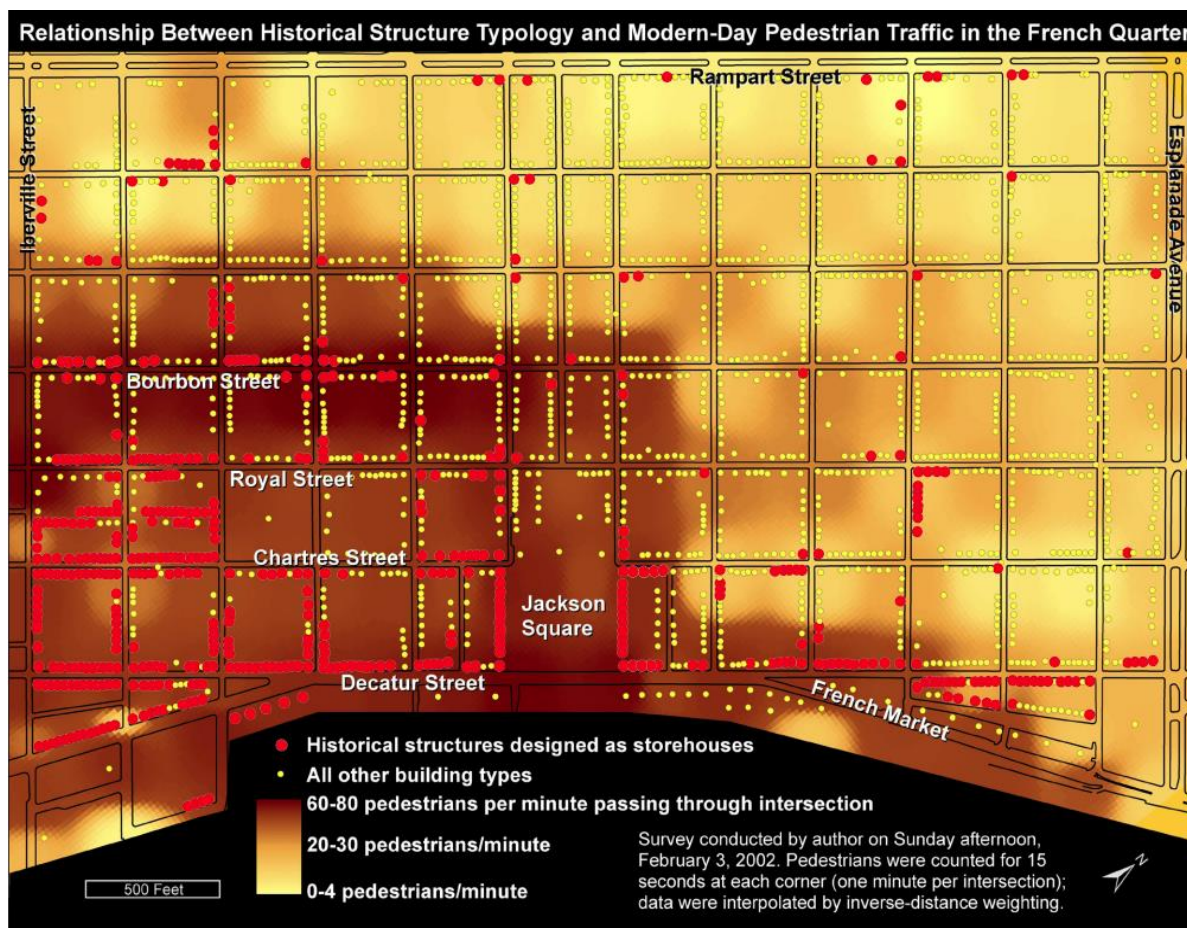 Relationship Between Historical Structure Typology and Modern-Day Pedestrian Traffic in the French Quarter
Rampart Street
Iberville Street
Esplanade Avenue
Bourbon Street
Royal Street
Chartres Street
Jackson
Square
Decatur Street
French Market
Historical structures designed as storehouses
All other building types
60-80 pedestrians per minute passing through intersection
20-30 pedestrians/minute
0-4 pedestrians/minute
Survey conducted by author on Sunday afternoon,
February 3, 2002. Pedestrians were counted for 15
seconds at each corner (one minute per intersection);
data were interpolated by inverse-distance weighting.
500 Feet
N